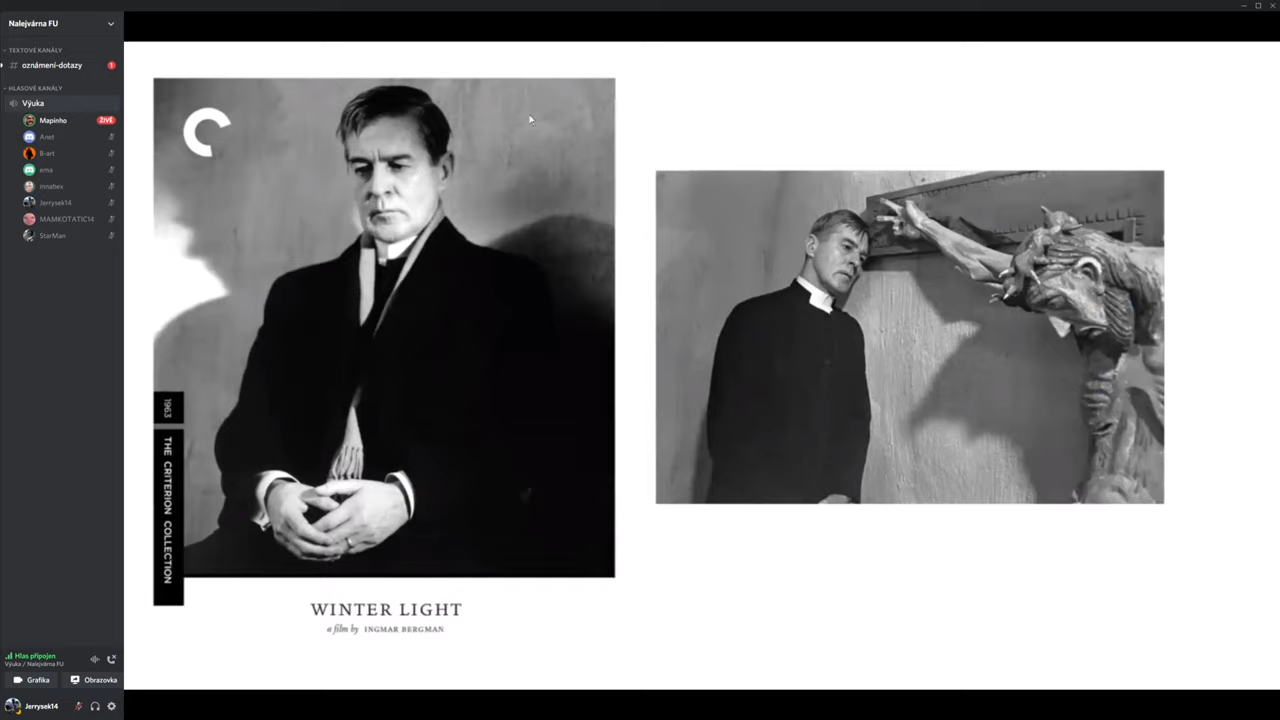 Nalejvárna FU
TEXTOVÉ KANÁLY
# oznámení-dotazy 1
HLASOVÉ KANÁLY
Výuka
Mapinho ŽIVĚ
Anet
B-art
ema
innabex
Jerrysek14
MAMKOTATIC14
StarMan
1963
THE CRITERION COLLECTION
WINTER LIGHT
a film by INGMAR BERGMAN
Hlas připojen
Výuka / Nalejvárna FU
Grafika
Obrazovka
Jerrysek14